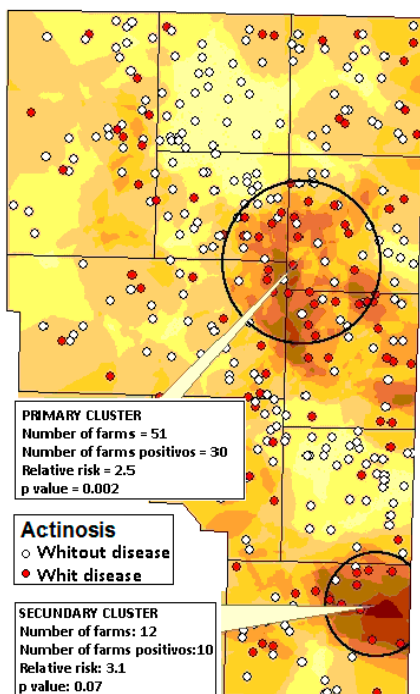 PRIMARY CLUSTER
Number of farms = 51
Number of farms positivos = 30
Relative risk = 2.5
p value = 0.002
Actinosis
Whitout disease
Whit disease
SECUNDARY CLUSTER
Number of farms: 12
Number of farms positivos:10
Relative risk: 3.1
p value: 0.07